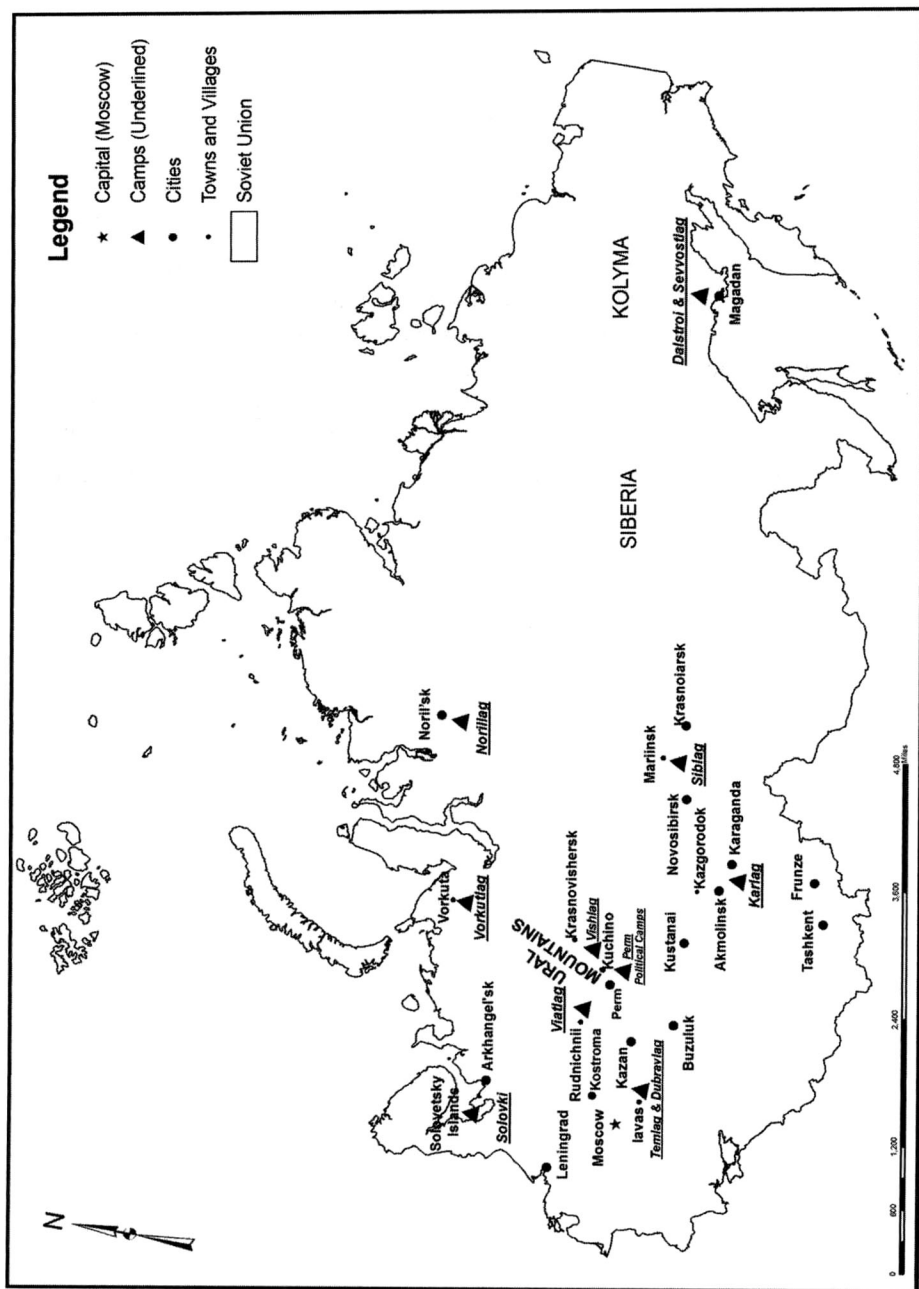 N
Legend
Capital (Moscow)
Camps (Underlined)
Cities
Towns and Villages
Soviet Union
Solovetsky
Islands
Solovki
Arkhangel'sk
Leningrad
Vorkuta
Vorkutlag
Noril'sk
Norillag
KOLYMA
SIBERIA
Dalstroi & Sevvostlag
Magadan
URAL
MOUNTAINS
Krasnovishersk
Vishlag
Kuchino
Perm
Political Camps
Perm
Viatlag
Rudnichnii
Kostroma
Moscow
Kazan
Iavas
Temlag & Dubravlag
Buzuluk
Kustanai
Mariinsk
Siblag
Krasnoiarsk
Novosibirsk
Kazgorodok
Akmolinsk
Karaganda
Karlag
Frunze
Tashkent
0 600 1,200 2,400 3,600 4,800
Miles